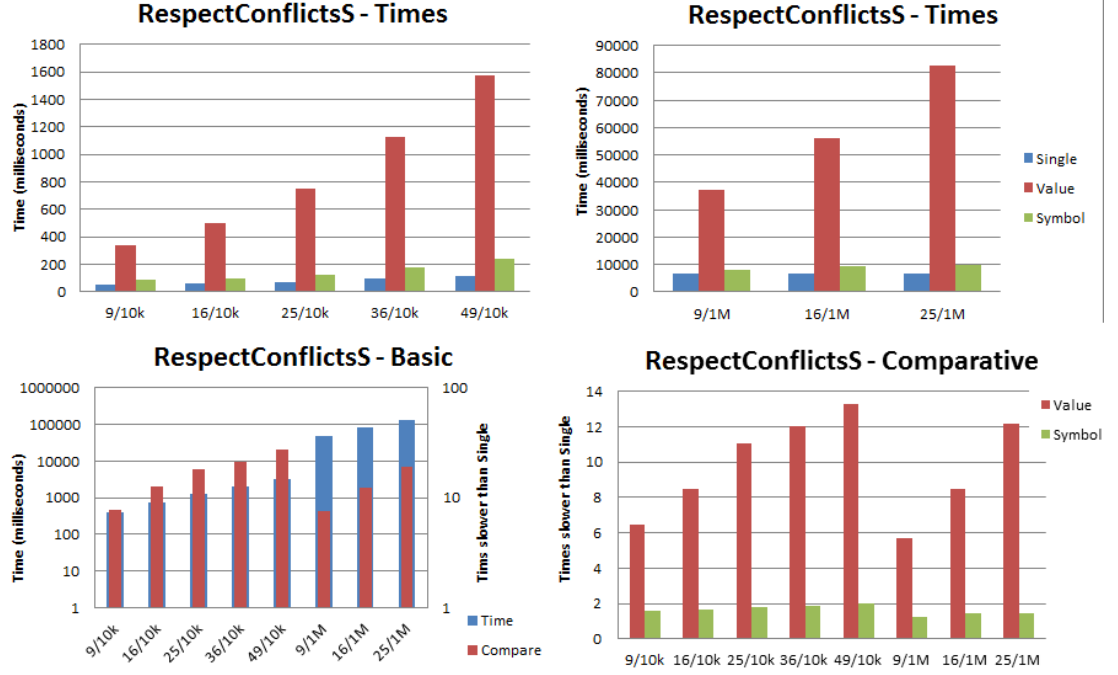 RespectConflictsS - Times
Time (milliseconds)
1800
1600
1400
1200
1000
800
600
400
200
0
9/10k
16/10k
25/10k
36/10k
49/10k
RespectConflictsS - Times
Time (milliseconds)
90000
80000
70000
60000
50000
40000
30000
20000
10000
0
9/1M
16/1M
25/1M
Single
Value
Symbol
RespectConflictsS - Basic
Time (milliseconds)
1000000
100000
10000
1000
100
10
1
100
10
1
Tims slower than Single
9/10k
16/10k
25/10k
36/10k
49/10k
9/1M
16/1M
25/1M
Time
Compare
RespectConflictsS - Comparative
Times slower than Single
14
12
10
8
6
4
2
0
9/10k
16/10k
25/10k
36/10k
49/10k
9/1M
16/1M
25/1M
Value
Symbol